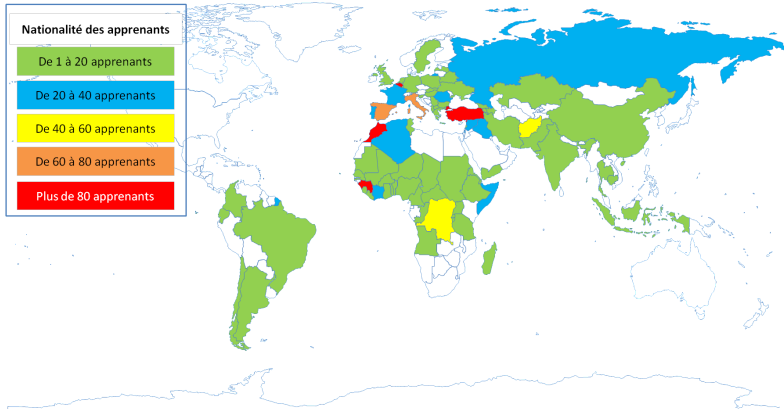 Nationalité des apprenants
De 1 à 20 apprenants
De 20 à 40 apprenants
De 40 à 60 apprenants
De 60 à 80 apprenants
Plus de 80 apprenants